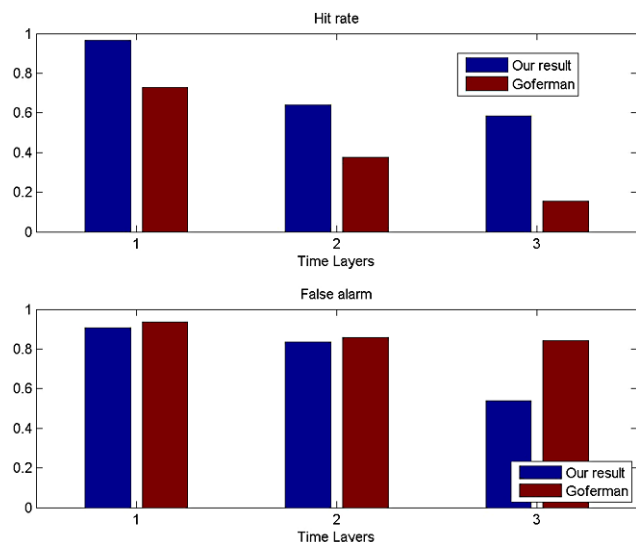 Hit rate
1
0.8
0.6
0.4
0.2
0
Our result
Goferman
1 2 3
Time Layers
False alarm
1
0.8
0.6
0.4
0.2
0
Our result
Goferman
1 2 3
Time Layers